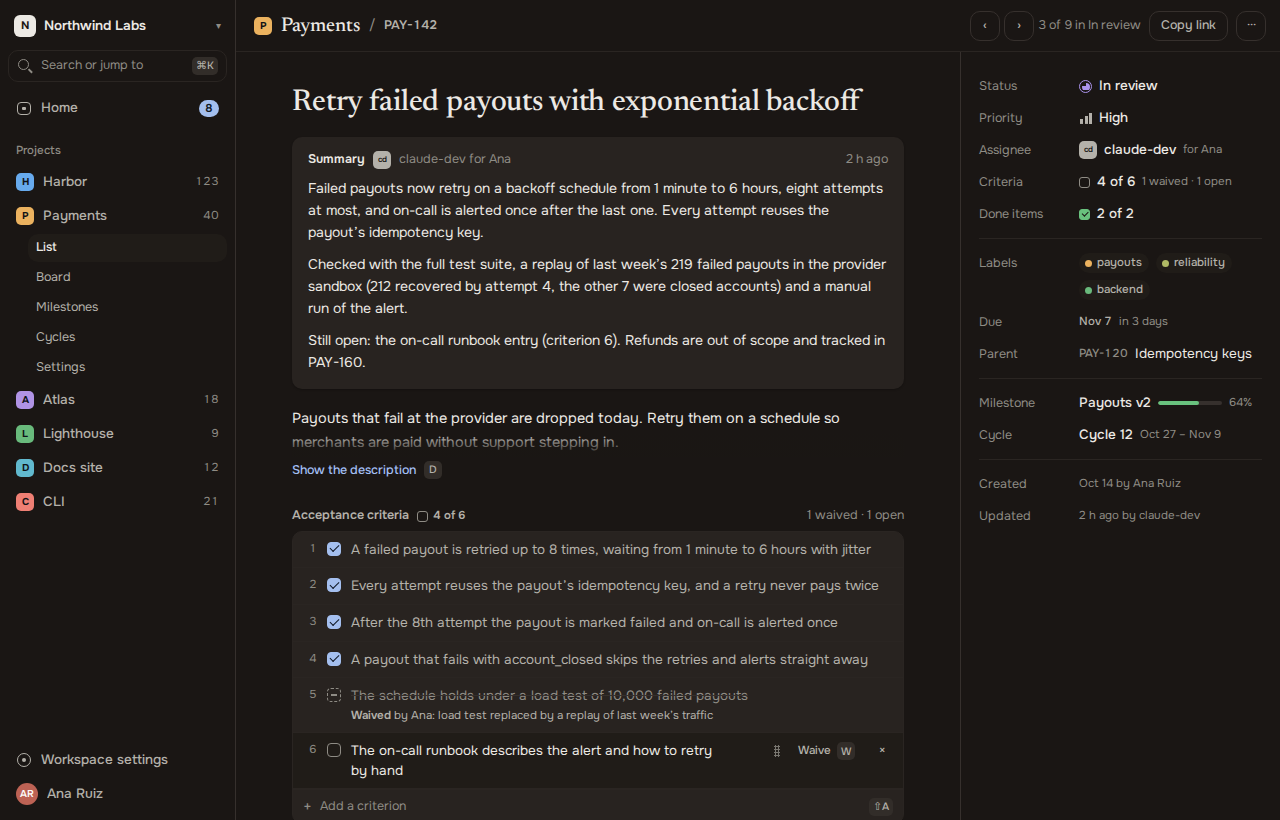 N Northwind Labs
Search or jump to ⌘K
Home 8
Projects
H Harbor 123
P Payments 40
List
Board
Milestones
Cycles
Settings
A Atlas 18
L Lighthouse 9
D Docs site 12
C CLI 21
Workspace settings
AR Ana Ruiz
P Payments / PAY-142
3 of 9 in In review Copy link ···
Retry failed payouts with exponential backoff
Summary cd claude-dev for Ana 2 h ago
Failed payouts now retry on a backoff schedule from 1 minute to 6 hours, eight attempts
at most, and on-call is alerted once after the last one. Every attempt reuses the
payout's idempotency key.
Checked with the full test suite, a replay of last week's 219 failed payouts in the provider
sandbox (212 recovered by attempt 4, the other 7 were closed accounts) and a manual
run of the alert.
Still open: the on-call runbook entry (criterion 6). Refunds are out of scope and tracked in
PAY-160.
Payouts that fail at the provider are dropped today. Retry them on a schedule so
merchants are paid without support stepping in.
Show the description D
Acceptance criteria 4 of 6 1 waived · 1 open
1 A failed payout is retried up to 8 times, waiting from 1 minute to 6 hours with jitter
2 Every attempt reuses the payout's idempotency key, and a retry never pays twice
3 After the 8th attempt the payout is marked failed and on-call is alerted once
4 A payout that fails with account_closed skips the retries and alerts straight away
5 The schedule holds under a load test of 10,000 failed payouts
Waived by Ana: load test replaced by a replay of last week's traffic
6 The on-call runbook describes the alert and how to retry
by hand
Waive W ×
+ Add a criterion ⇧A
Status In review
Priority High
Assignee cd claude-dev for Ana
Criteria 4 of 6 1 waived · 1 open
Done items 2 of 2
Labels payouts reliability
backend
Due Nov 7 in 3 days
Parent PAY-120 Idempotency keys
Milestone Payouts v2 64%
Cycle Cycle 12 Oct 27 – Nov 9
Created Oct 14 by Ana Ruiz
Updated 2 h ago by claude-dev